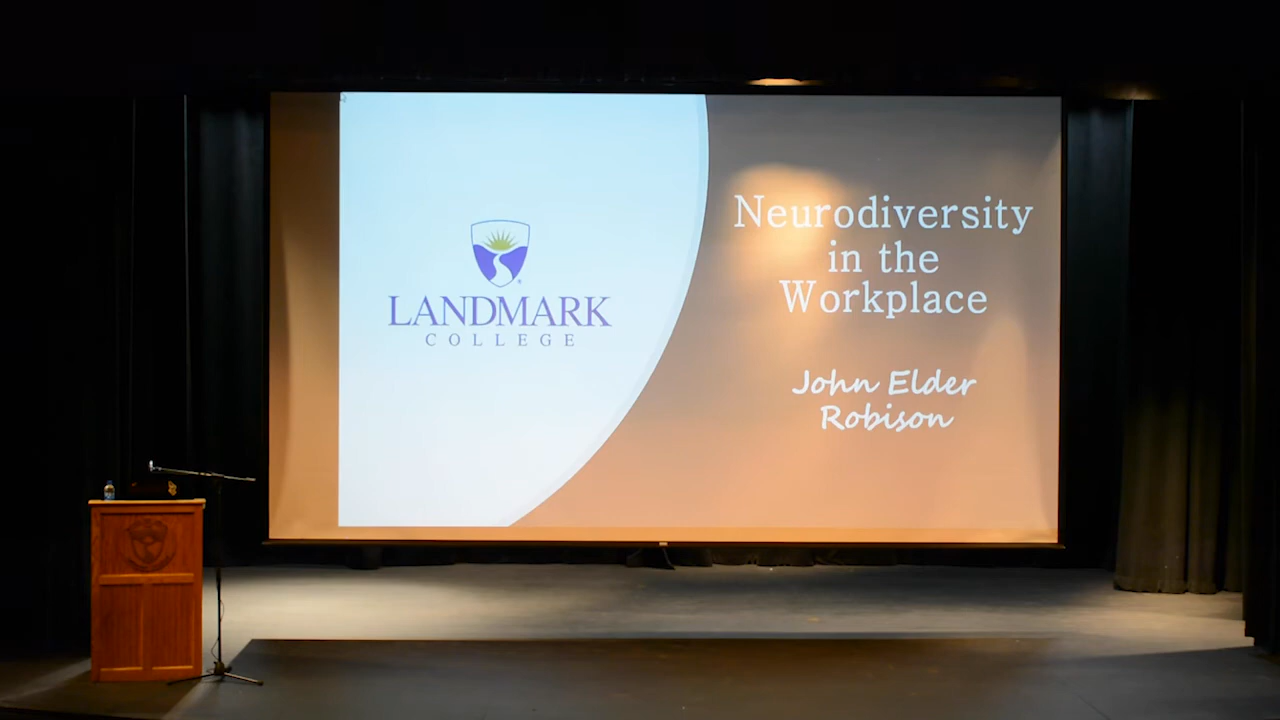 LANDMARK
COLLEGE
Neurodiversity
in the
Workplace
John Elder
Robison